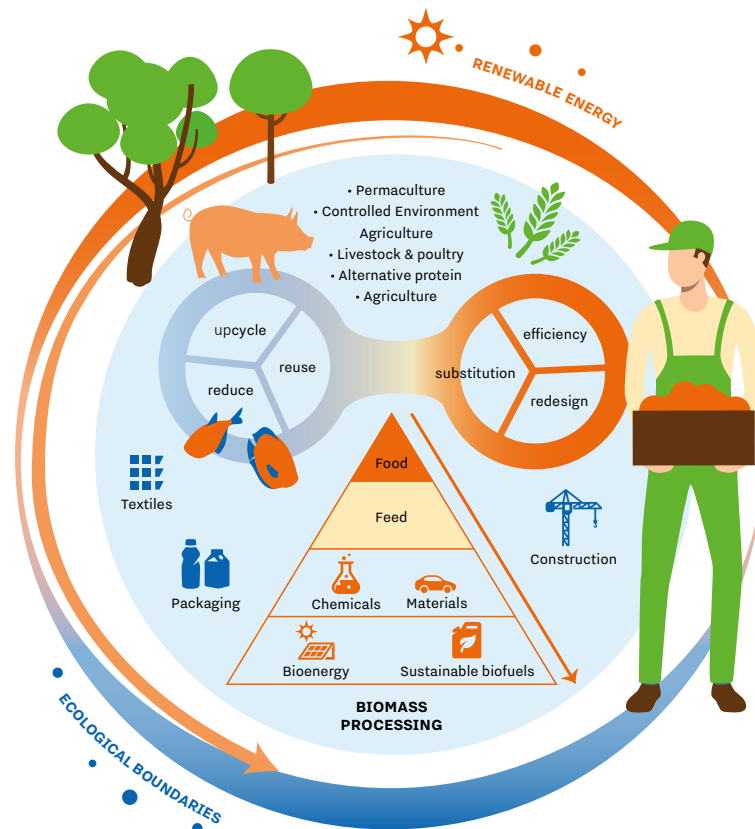 RENEWABLE ENERGY
• Permaculture
• Controlled Environment
Agriculture
• Livestock & poultry
• Alternative protein
• Agriculture
upcycle
reuse
reduce
efficiency
substitution
redesign
Food
Feed
Textiles
Construction
Packaging
Chemicals
Materials
Bioenergy
Sustainable biofuels
BIOMASS
PROCESSING
ECOLOGICAL BOUNDARIES